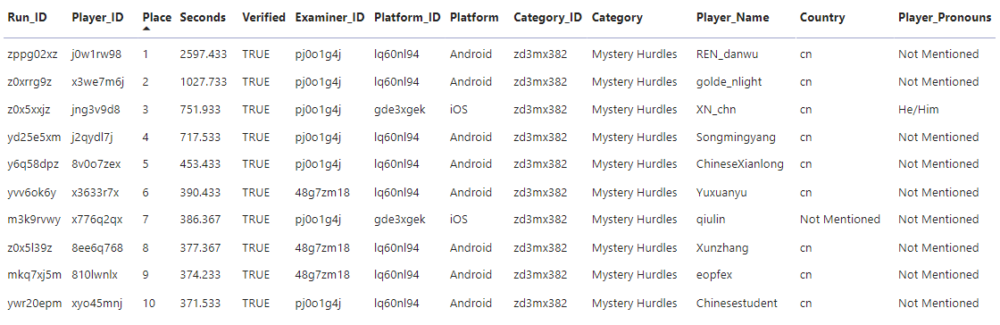 Run_ID Player_ID Place Seconds Verified Examiner_ID Platform_ID Platform Category_ID Category Player_Name Country Player_Pronouns
zppg02xz j0w1rw98 1 2597.433 TRUE pj0o1g4j lq60nl94 Android zd3mx382 Mystery Hurdles REN_danwu cn Not Mentioned
z0xrrg9z x3we7m6j 2 1027.733 TRUE pj0o1g4j lq60nl94 Android zd3mx382 Mystery Hurdles golde_nlight cn Not Mentioned
z0x5xxjz jng3v9d8 3 751.933 TRUE pj0o1g4j gde3xgek iOS zd3mx382 Mystery Hurdles XN_chn cn He/Him
yd25e5xm j2qydl7j 4 717.533 TRUE pj0o1g4j lq60nl94 Android zd3mx382 Mystery Hurdles Songmingyang cn Not Mentioned
y6q58dpz 8v0o7zex 5 453.433 TRUE pj0o1g4j lq60nl94 Android zd3mx382 Mystery Hurdles ChineseXianlong cn Not Mentioned
yvv6ok6y x3633r7x 6 390.433 TRUE 48g7zm18 lq60nl94 Android zd3mx382 Mystery Hurdles Yuxuanyu cn Not Mentioned
m3k9rvwy x776q2qx 7 386.367 TRUE pj0o1g4j gde3xgek iOS zd3mx382 Mystery Hurdles qiulin Not Mentioned Not Mentioned
z0x5l39z 8ee6q768 8 377.367 TRUE 48g7zm18 lq60nl94 Android zd3mx382 Mystery Hurdles Xunzhang cn Not Mentioned
mkq7xj5m 810lwnlx 9 374.233 TRUE 48g7zm18 lq60nl94 Android zd3mx382 Mystery Hurdles eopfex cn Not Mentioned
ywr20epm xyo45mnj 10 371.533 TRUE pj0o1g4j lq60nl94 Android zd3mx382 Mystery Hurdles Chinesestudent cn Not Mentioned